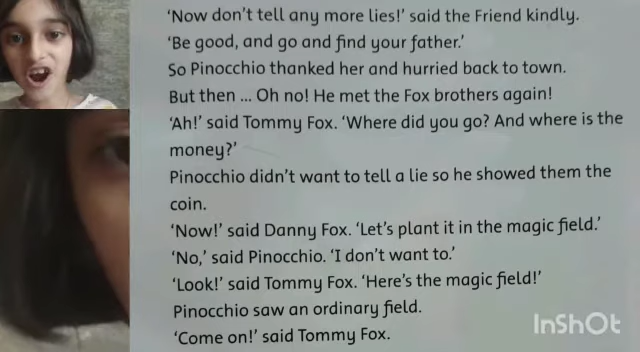 ‘Now don’t tell any more lies!’ said the Friend kindly.
‘Be good, and go and find your father.’
So Pinocchio thanked her and hurried back to town.
But then ... Oh no! He met the Fox brothers again!
‘Ah!’ said Tommy Fox. ‘Where did you go? And where is the
money?’
Pinocchio didn’t want to tell a lie so he showed them the
coin.
‘Now!’ said Danny Fox. ‘Let’s plant it in the magic field.’
‘No,’ said Pinocchio. ‘I don’t want to.’
‘Look!’ said Tommy Fox. ‘Here’s the magic field!’
Pinocchio saw an ordinary field.
‘Come on!’ said Tommy Fox.
InShOt